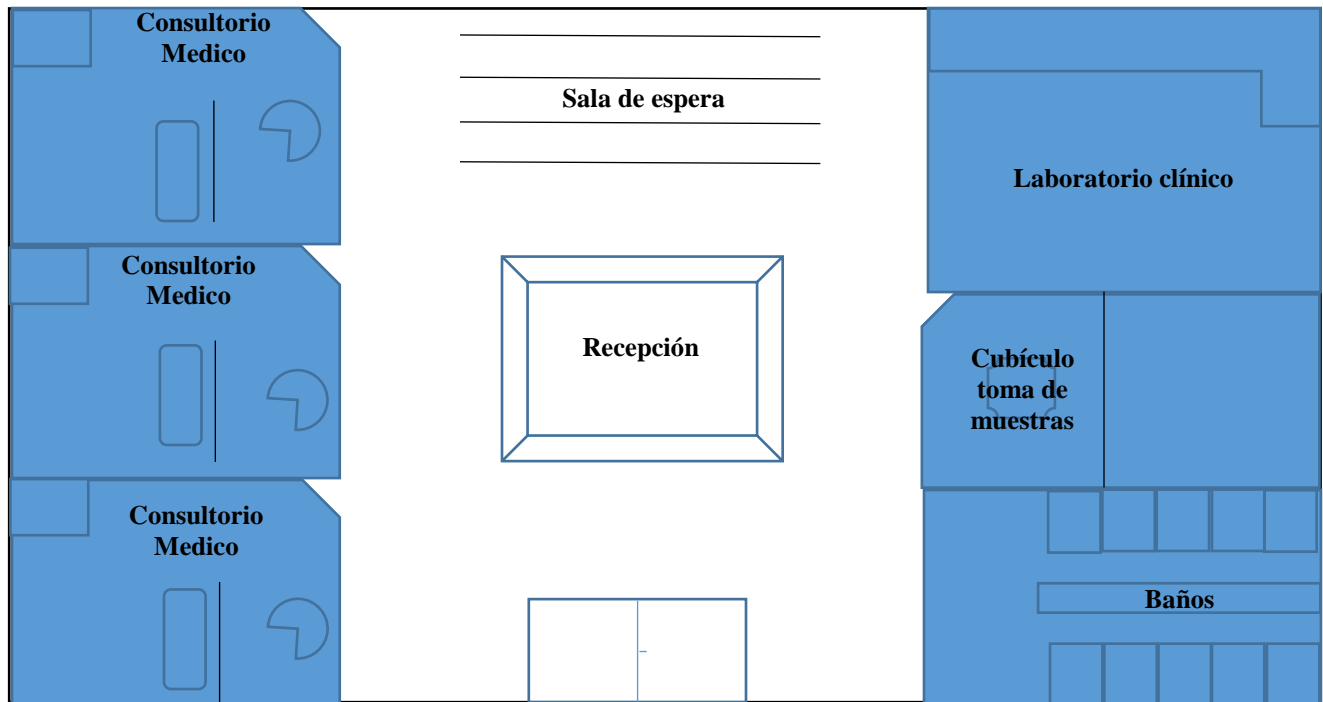 Consultorio
Medico
Sala de espera
Laboratorio clínico
Consultorio
Medico
Recepción
Cubículo
toma de
muestras
Consultorio
Medico
Baños